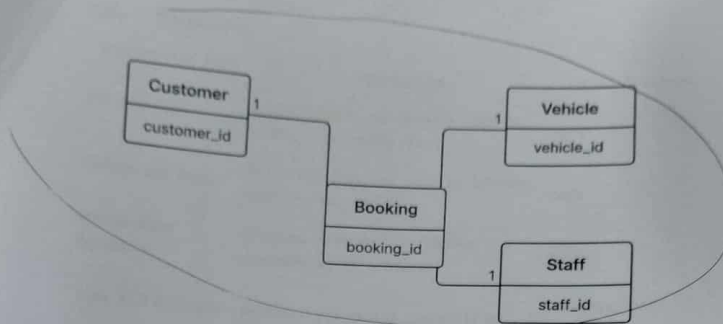 Customer
1
customer_id
Vehicle
1
vehicle_id
Booking
booking_id
Staff
1
staff_id